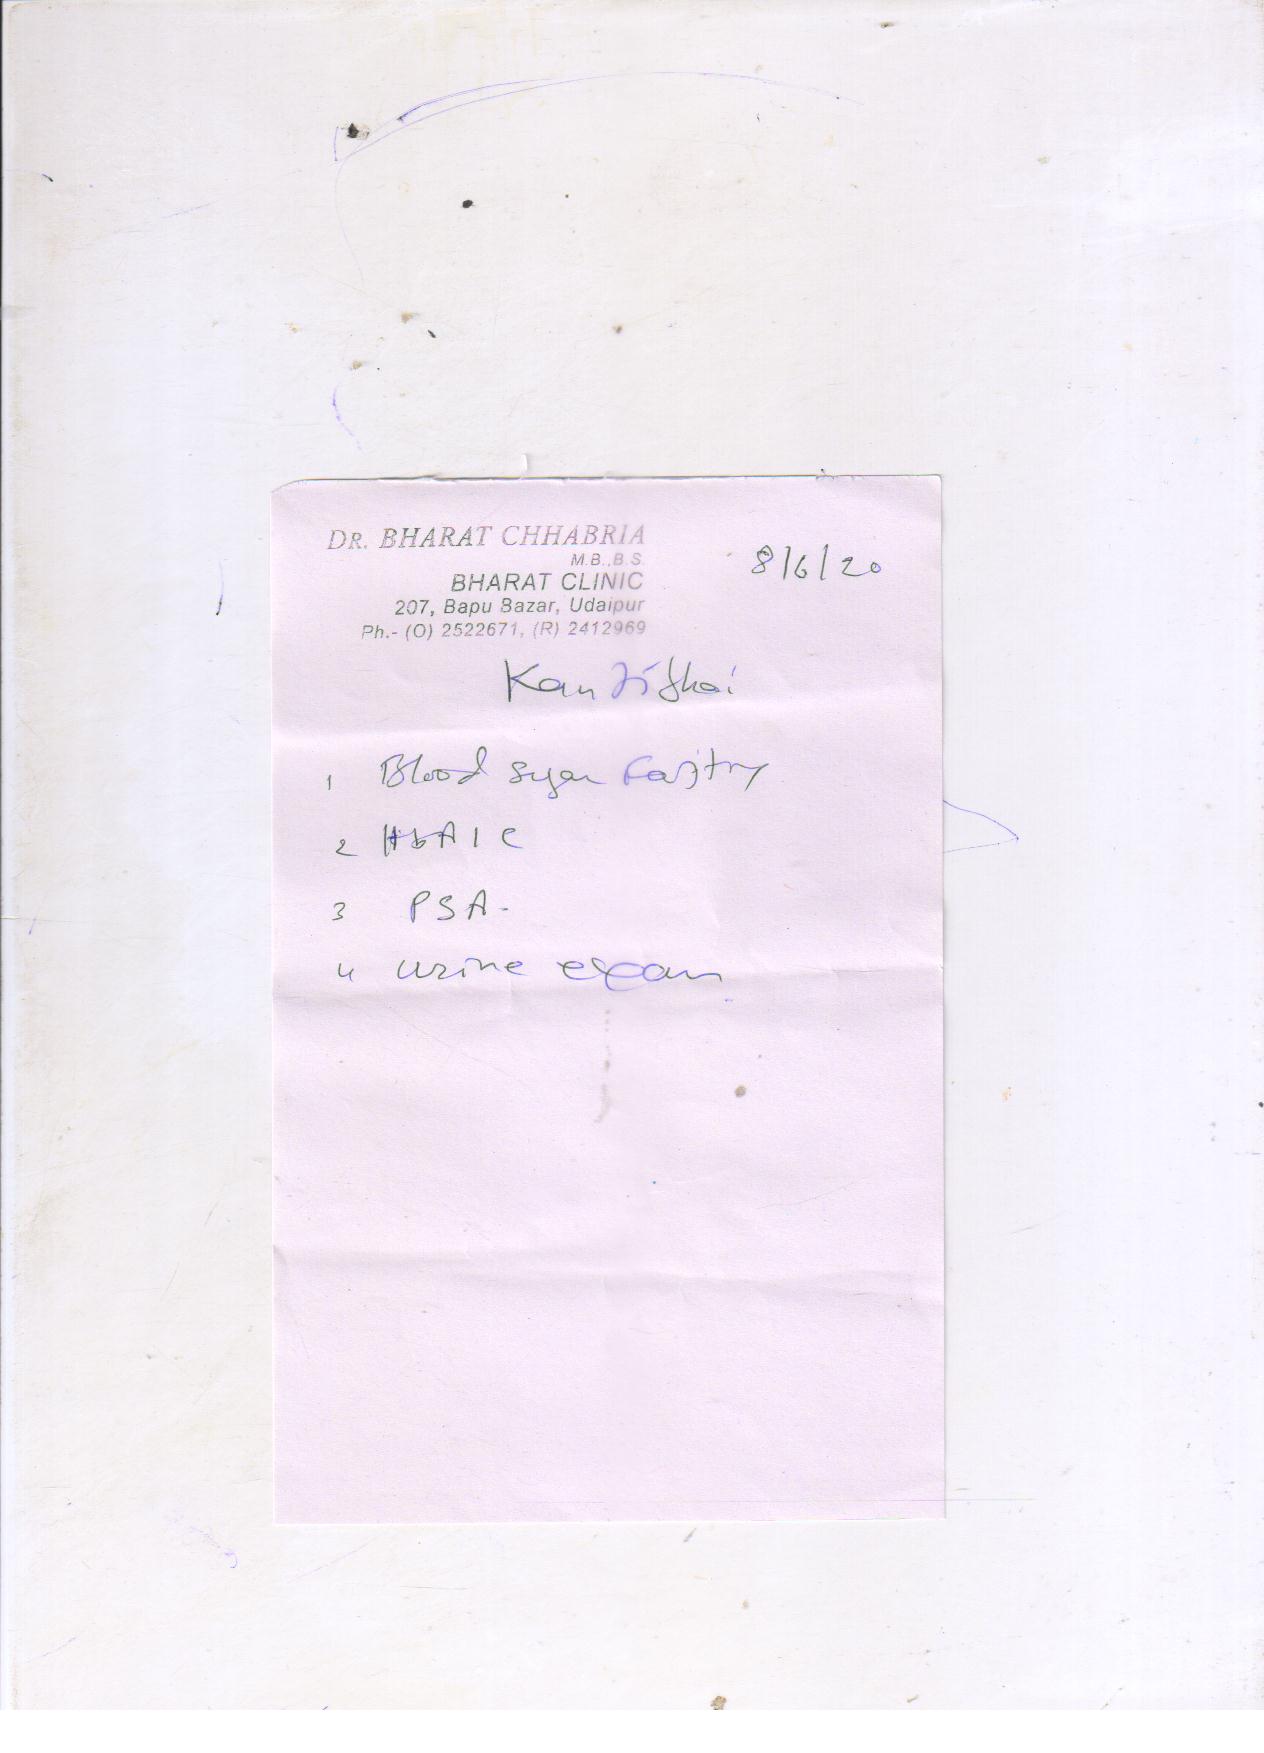 DR. BHARAT CHHABRIA
M.B.,B.S.
BHARAT CLINIC
207, Bapu Bazar, Udaipur
Ph.- (O) 2522671, (R) 2412969
8/6/20
1 Blood sugar Fasting
2 HbA1C
3 PSA-
4 urine exam